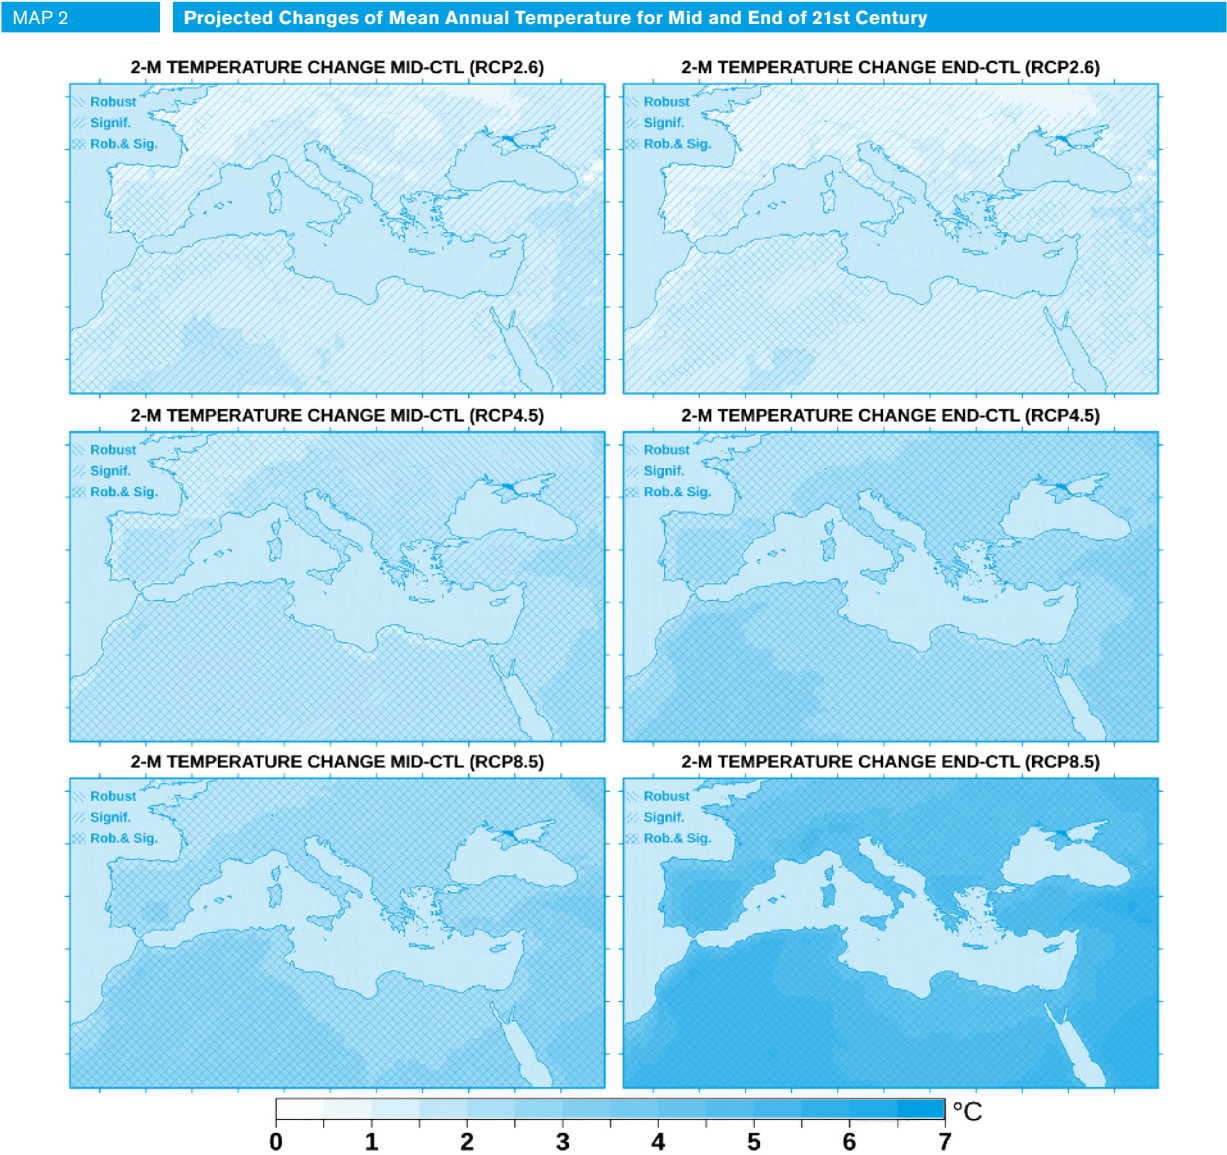 MAP 2
Projected Changes of Mean Annual Temperature for Mid and End of 21st Century
2-M TEMPERATURE CHANGE MID-CTL (RCP2.6)
Robust
Signif.
Rob.& Sig.
2-M TEMPERATURE CHANGE END-CTL (RCP2.6)
Robust
Signif.
Rob.& Sig.
2-M TEMPERATURE CHANGE MID-CTL (RCP4.5)
Robust
Signif.
Rob.& Sig.
2-M TEMPERATURE CHANGE END-CTL (RCP4.5)
Robust
Signif.
Rob.& Sig.
2-M TEMPERATURE CHANGE MID-CTL (RCP8.5)
Robust
Signif.
Rob.& Sig.
2-M TEMPERATURE CHANGE END-CTL (RCP8.5)
Robust
Signif.
Rob.& Sig.
°C
0 1 2 3 4 5 6 7